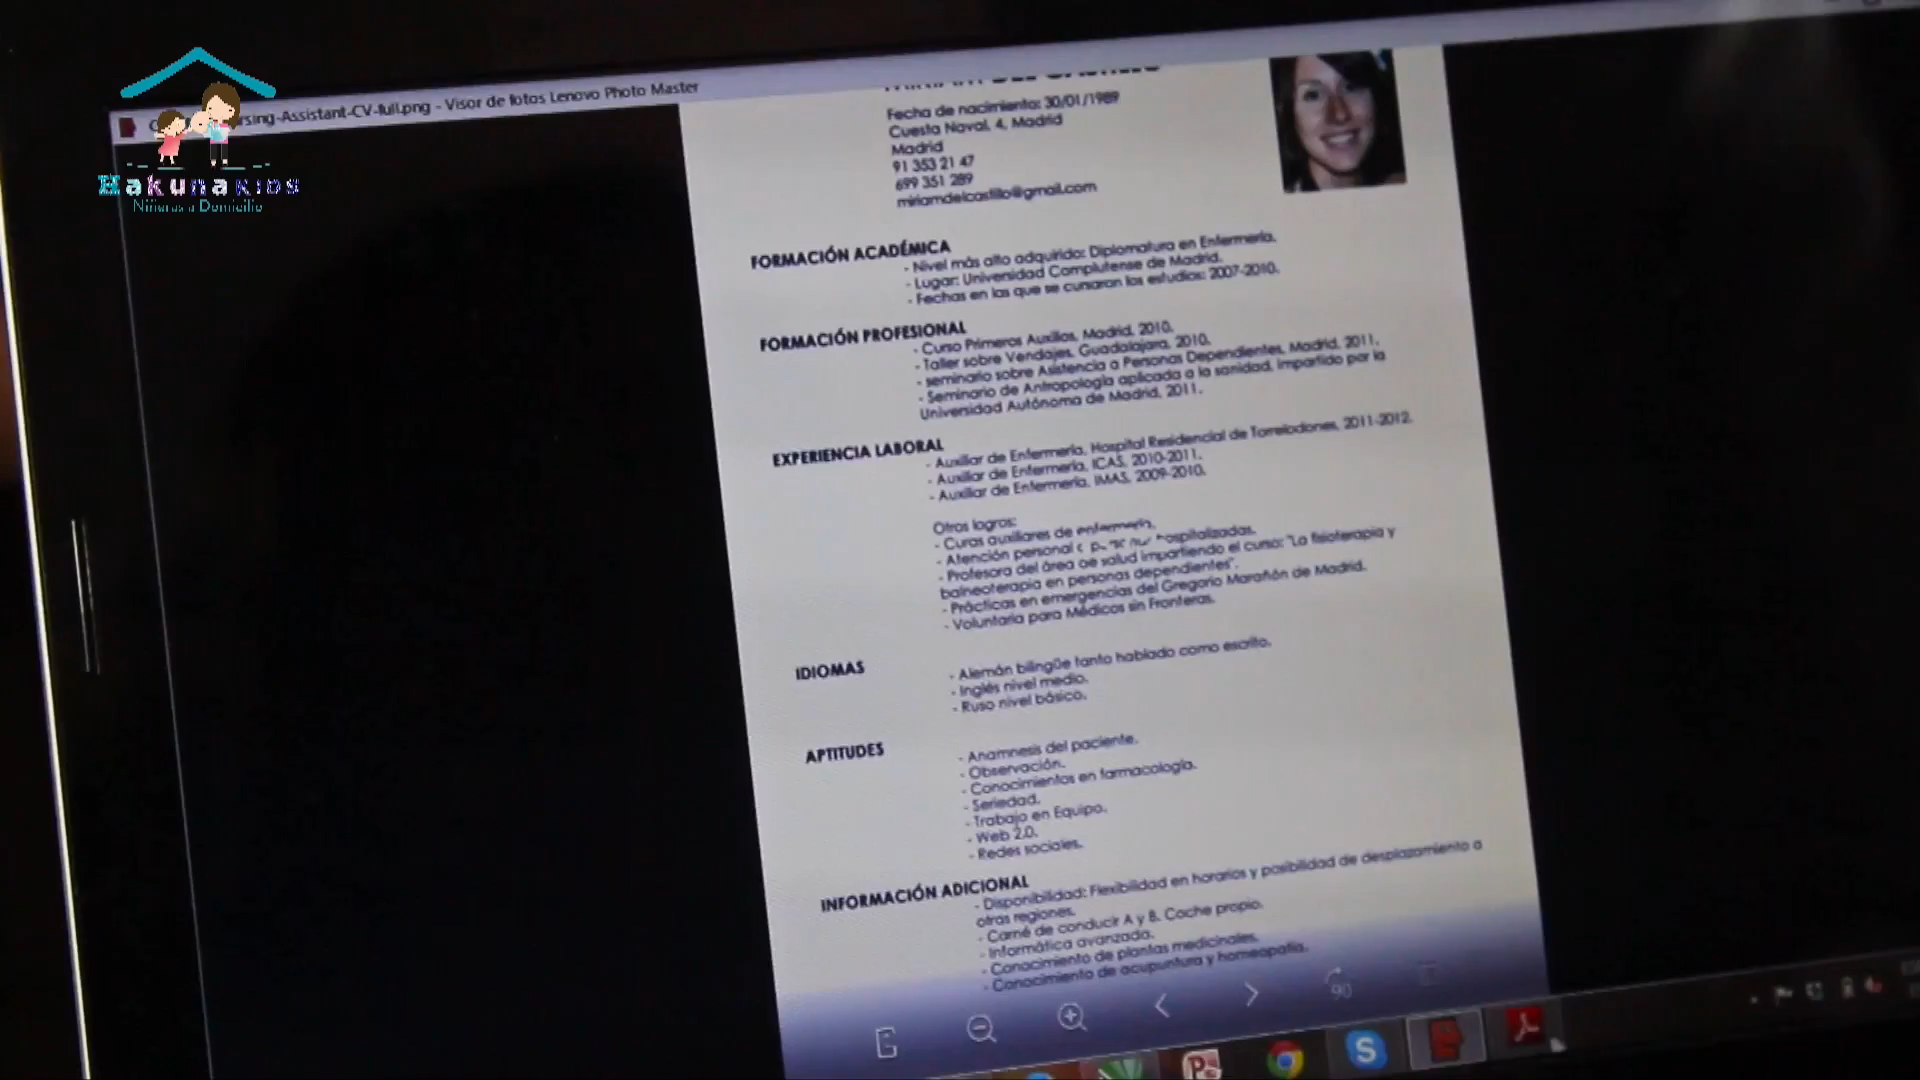 rsing-Assistant-CV-full.png - Visor de fotos Lenovo Photo Master
HakunaKIDS
Niñeras a Domicilio
Fecha de nacimiento: 30/01/1989
Cuesta Naval, 4, Madrid
Madrid
91 353 21 47
699 351 289
miriamdelcastillo@gmail.com
FORMACIÓN ACADÉMICA
- Nivel más alto adquirido: Diplomatura en Enfermería.
- Lugar: Universidad Complutense de Madrid.
- Fechas en las que se cursaron los estudios: 2007-2010.
FORMACIÓN PROFESIONAL
- Curso Primeros Auxilios, Madrid, 2010.
- Taller sobre Vendajes, Guadalajara, 2010.
- seminario sobre Asistencia a Personas Dependientes, Madrid, 2011.
- Seminario de Antropología aplicada a la sanidad, impartido por la
Universidad Autónoma de Madrid, 2011.
EXPERIENCIA LABORAL
- Auxiliar de Enfermería, Hospital Residencial de Torrelodones, 2011-2012.
- Auxiliar de Enfermería, ICAS, 2010-2011.
- Auxiliar de Enfermería, IMAS, 2009-2010.
Otros logros:
- Curas auxiliares de enfermería.
- Atención personal hospitalizadas.
- Profesora del área de salud impartiendo el curso: "La fisioterapia y
balneoterapia en personas dependientes".
- Prácticas en emergencias del Gregorio Marañón de Madrid.
- Voluntaria para Médicos sin Fronteras.
IDIOMAS
- Alemán bilingüe tanto hablado como escrito.
- Inglés nivel medio.
- Ruso nivel básico.
APTITUDES
- Anamnesis del paciente.
- Observación.
- Conocimientos en farmacología.
- Seriedad.
- Trabajo en Equipo.
- Web 2.0.
- Redes sociales.
INFORMACIÓN ADICIONAL
- Disponibilidad: Flexibilidad en horarios y posibilidad de desplazamiento a
otras regiones.
- Carné de conducir A y B. Coche propio.
- Informática avanzada.
- Conocimiento de plantas medicinales.
- Conocimiento de acupuntura y homeopatía.
90